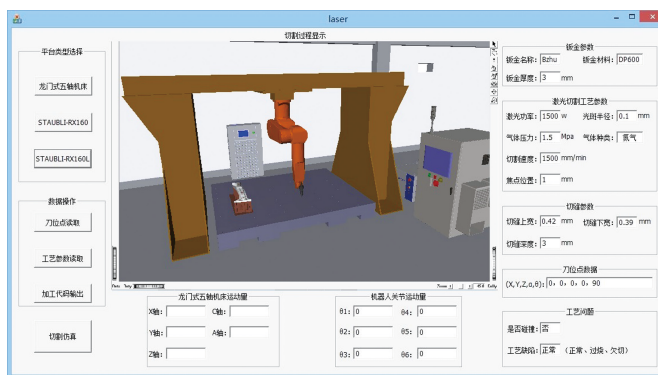 laser
切割过程显示
平台类型选择
龙门式五轴机床
STAUBLI-RX160
STAUBLI-RX160L
数据操作
刀位点读取
工艺参数读取
加工代码输出
切割仿真
龙门式五轴机床运动量
X轴:
C轴:
Y轴:
A轴:
Z轴:
机器人关节运动量
θ1: 0
θ4: 0
θ2: 0
θ5: 0
θ3: 0
θ6: 0
钣金参数
钣金名称: Bzhu
钣金材料: DP600
钣金厚度: 3 mm
激光切割工艺参数
激光功率: 1500 w
光斑半径: 0.1 mm
气体压力: 1.5 Mpa
气体种类: 氮气
切割速度: 1500 mm/min
焦点位置: 1 mm
切缝参数
切缝上宽: 0.42 mm
切缝下宽: 0.39 mm
切缝深度: 3 mm
刀位点数据
(X,Y,Z,α,θ): 0, 0, 0, 0, 90
工艺问题
是否碰撞: 否
工艺缺陷: 正常 (正常、过烧、欠切)